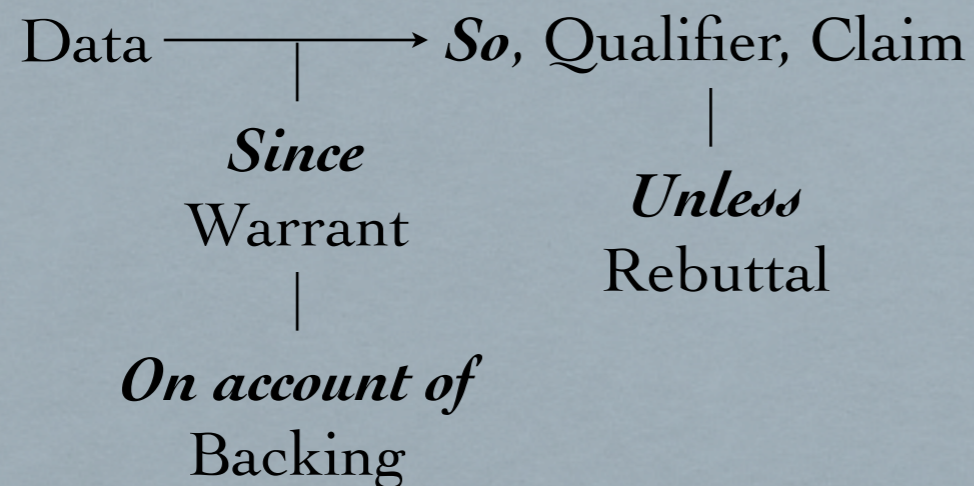 Data
So, Qualifier, Claim
Since
Warrant
Unless
Rebuttal
On account of
Backing